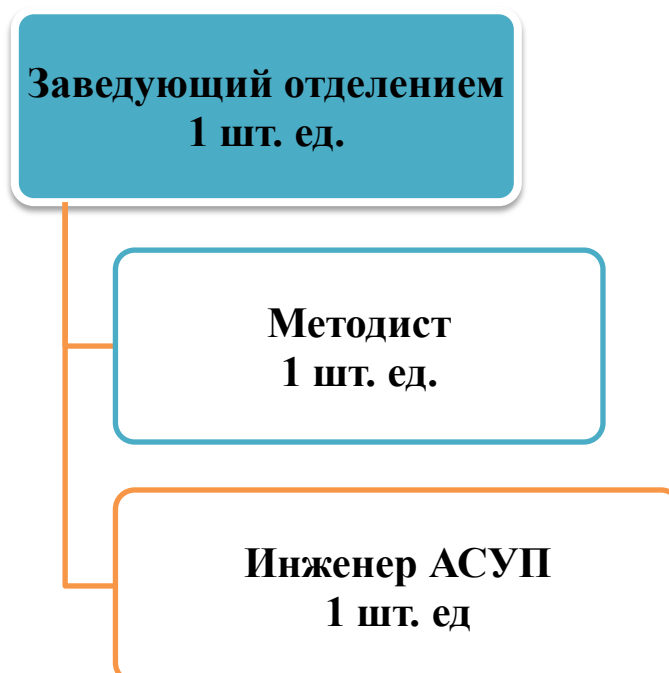 Заведующий отделением
1 шт. ед.
Методист
1 шт. ед.
Инженер АСУП
1 шт. ед